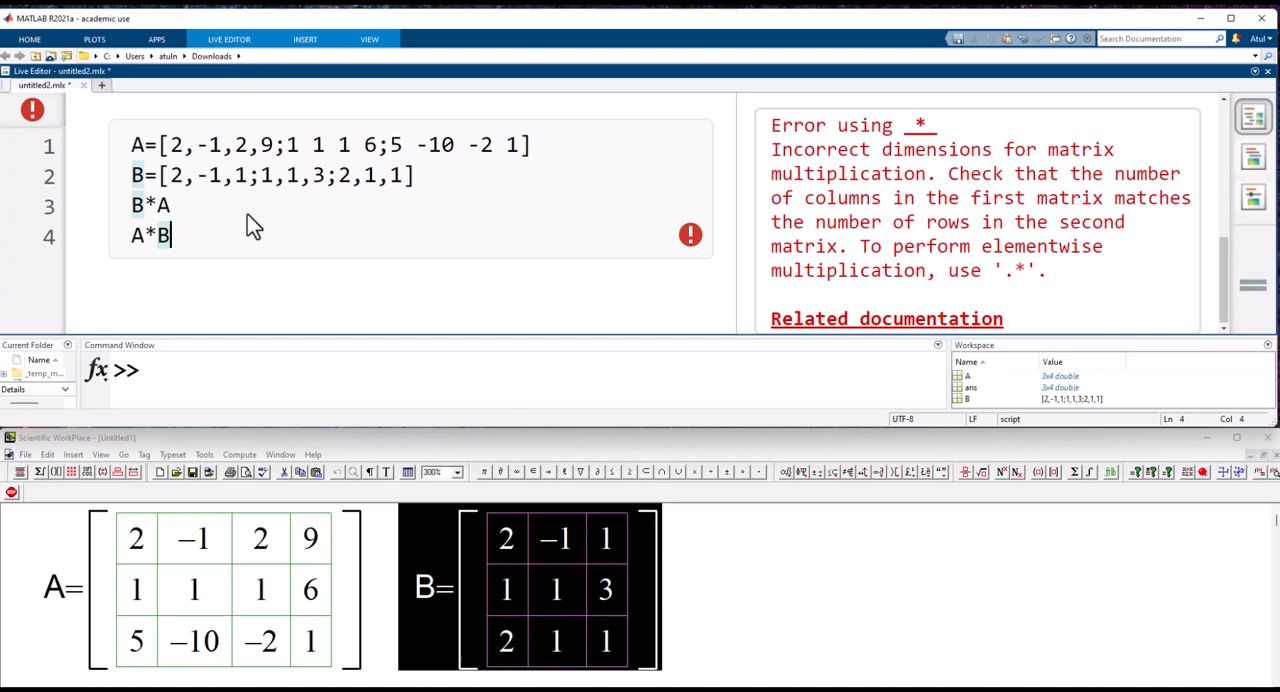 MATLAB R2021a - academic use
HOME PLOTS APPS LIVE EDITOR INSERT VIEW Search Documentation Atul
C: Users atuln Downloads
Live Editor - untitled2.mlx *
untitled2.mlx *
1 A=[2,-1,2,9;1 1 1 6;5 -10 -2 1]
2 B=[2,-1,1;1,1,3;2,1,1]
3 B*A
4 A*B
Error using *
Incorrect dimensions for matrix
multiplication. Check that the number
of columns in the first matrix matches
the number of rows in the second
matrix. To perform elementwise
multiplication, use '.*'.
Related documentation
Current Folder
Name
_temp_m...
Details
Command Window
fx >>
Workspace
Name Value
A 3x4 double
ans 3x4 double
B [2,-1,1;1,1,3;2,1,1]
UTF-8 LF script Ln 4 Col 4
Scientific WorkPlace - [Untitled1]
File Edit Insert View Go Tag Typeset Tools Compute Window Help
300%
A= 2 −1 2 9
1 1 1 6
5 −10 −2 1
B= 2 −1 1
1 1 3
2 1 1